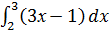 ∫₂³(3x − 1) dx